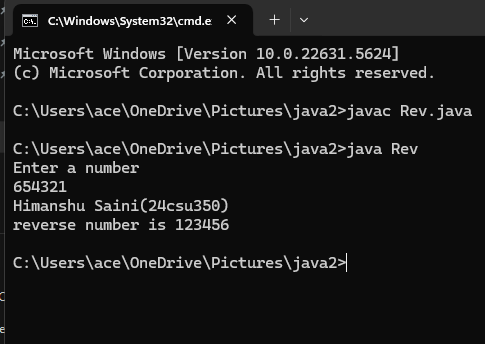 C:\Windows\System32\cmd.e
Microsoft Windows [Version 10.0.22631.5624]
(c) Microsoft Corporation. All rights reserved.
C:\Users\ace\OneDrive\Pictures\java2>javac Rev.java
C:\Users\ace\OneDrive\Pictures\java2>java Rev
Enter a number
654321
Himanshu Saini(24csu350)
reverse number is 123456
C:\Users\ace\OneDrive\Pictures\java2>